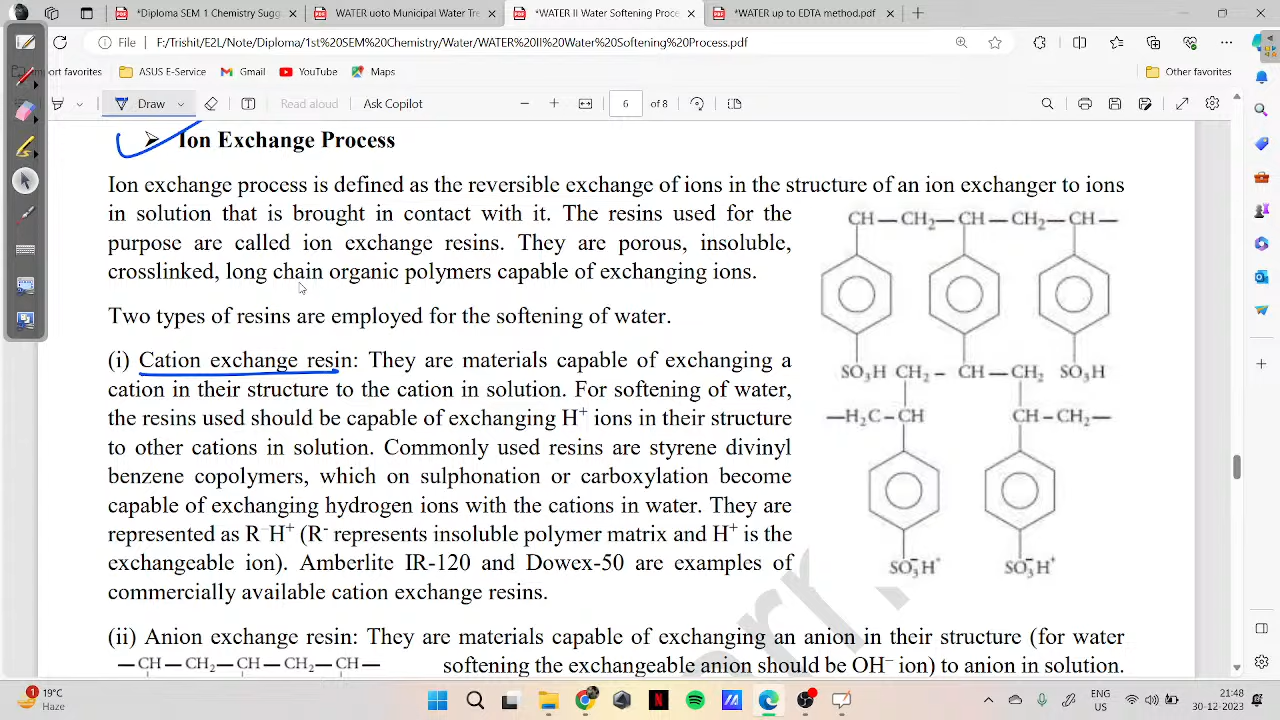 *Diploma SEM 1 Chemistry Sugg
WATER upto Municipal Water Tre
*WATER II Water Softening Proce
*WATER up to EDTA method.pdf
File
F:/Trishit/E2L/Note/Diploma/1st%20SEM%20Chemistry/Water/WATER%20II%20Water%20Softening%20Process.pdf
mport favorites
ASUS E-Service
Gmail
YouTube
Maps
Other favorites
Draw
Read aloud
Ask Copilot
6
of 8
➤ Ion Exchange Process
Ion exchange process is defined as the reversible exchange of ions in the structure of an ion exchanger to ions
in solution that is brought in contact with it. The resins used for the
purpose are called ion exchange resins. They are porous, insoluble,
crosslinked, long chain organic polymers capable of exchanging ions.
Two types of resins are employed for the softening of water.
(i) Cation exchange resin: They are materials capable of exchanging a
cation in their structure to the cation in solution. For softening of water,
the resins used should be capable of exchanging H⁺ ions in their structure
to other cations in solution. Commonly used resins are styrene divinyl
benzene copolymers, which on sulphonation or carboxylation become
capable of exchanging hydrogen ions with the cations in water. They are
represented as R⁻H⁺ (R⁻ represents insoluble polymer matrix and H⁺ is the
exchangeable ion). Amberlite IR-120 and Dowex-50 are examples of
commercially available cation exchange resins.
CH—CH₂—CH—CH₂—CH—
SO₃H CH₂–CH—CH₂ SO₃H
—H₂C–CH CH–CH₂—
SO₃⁻H⁺ SO₃⁻H⁺
(ii) Anion exchange resin: They are materials capable of exchanging an anion in their structure (for water
—CH—CH₂—CH—CH₂—CH—
softening the exchangeable anion should be OH⁻ ion) to anion in solution.
1
19°C
Haze
ENG
21:48
30-12-2023